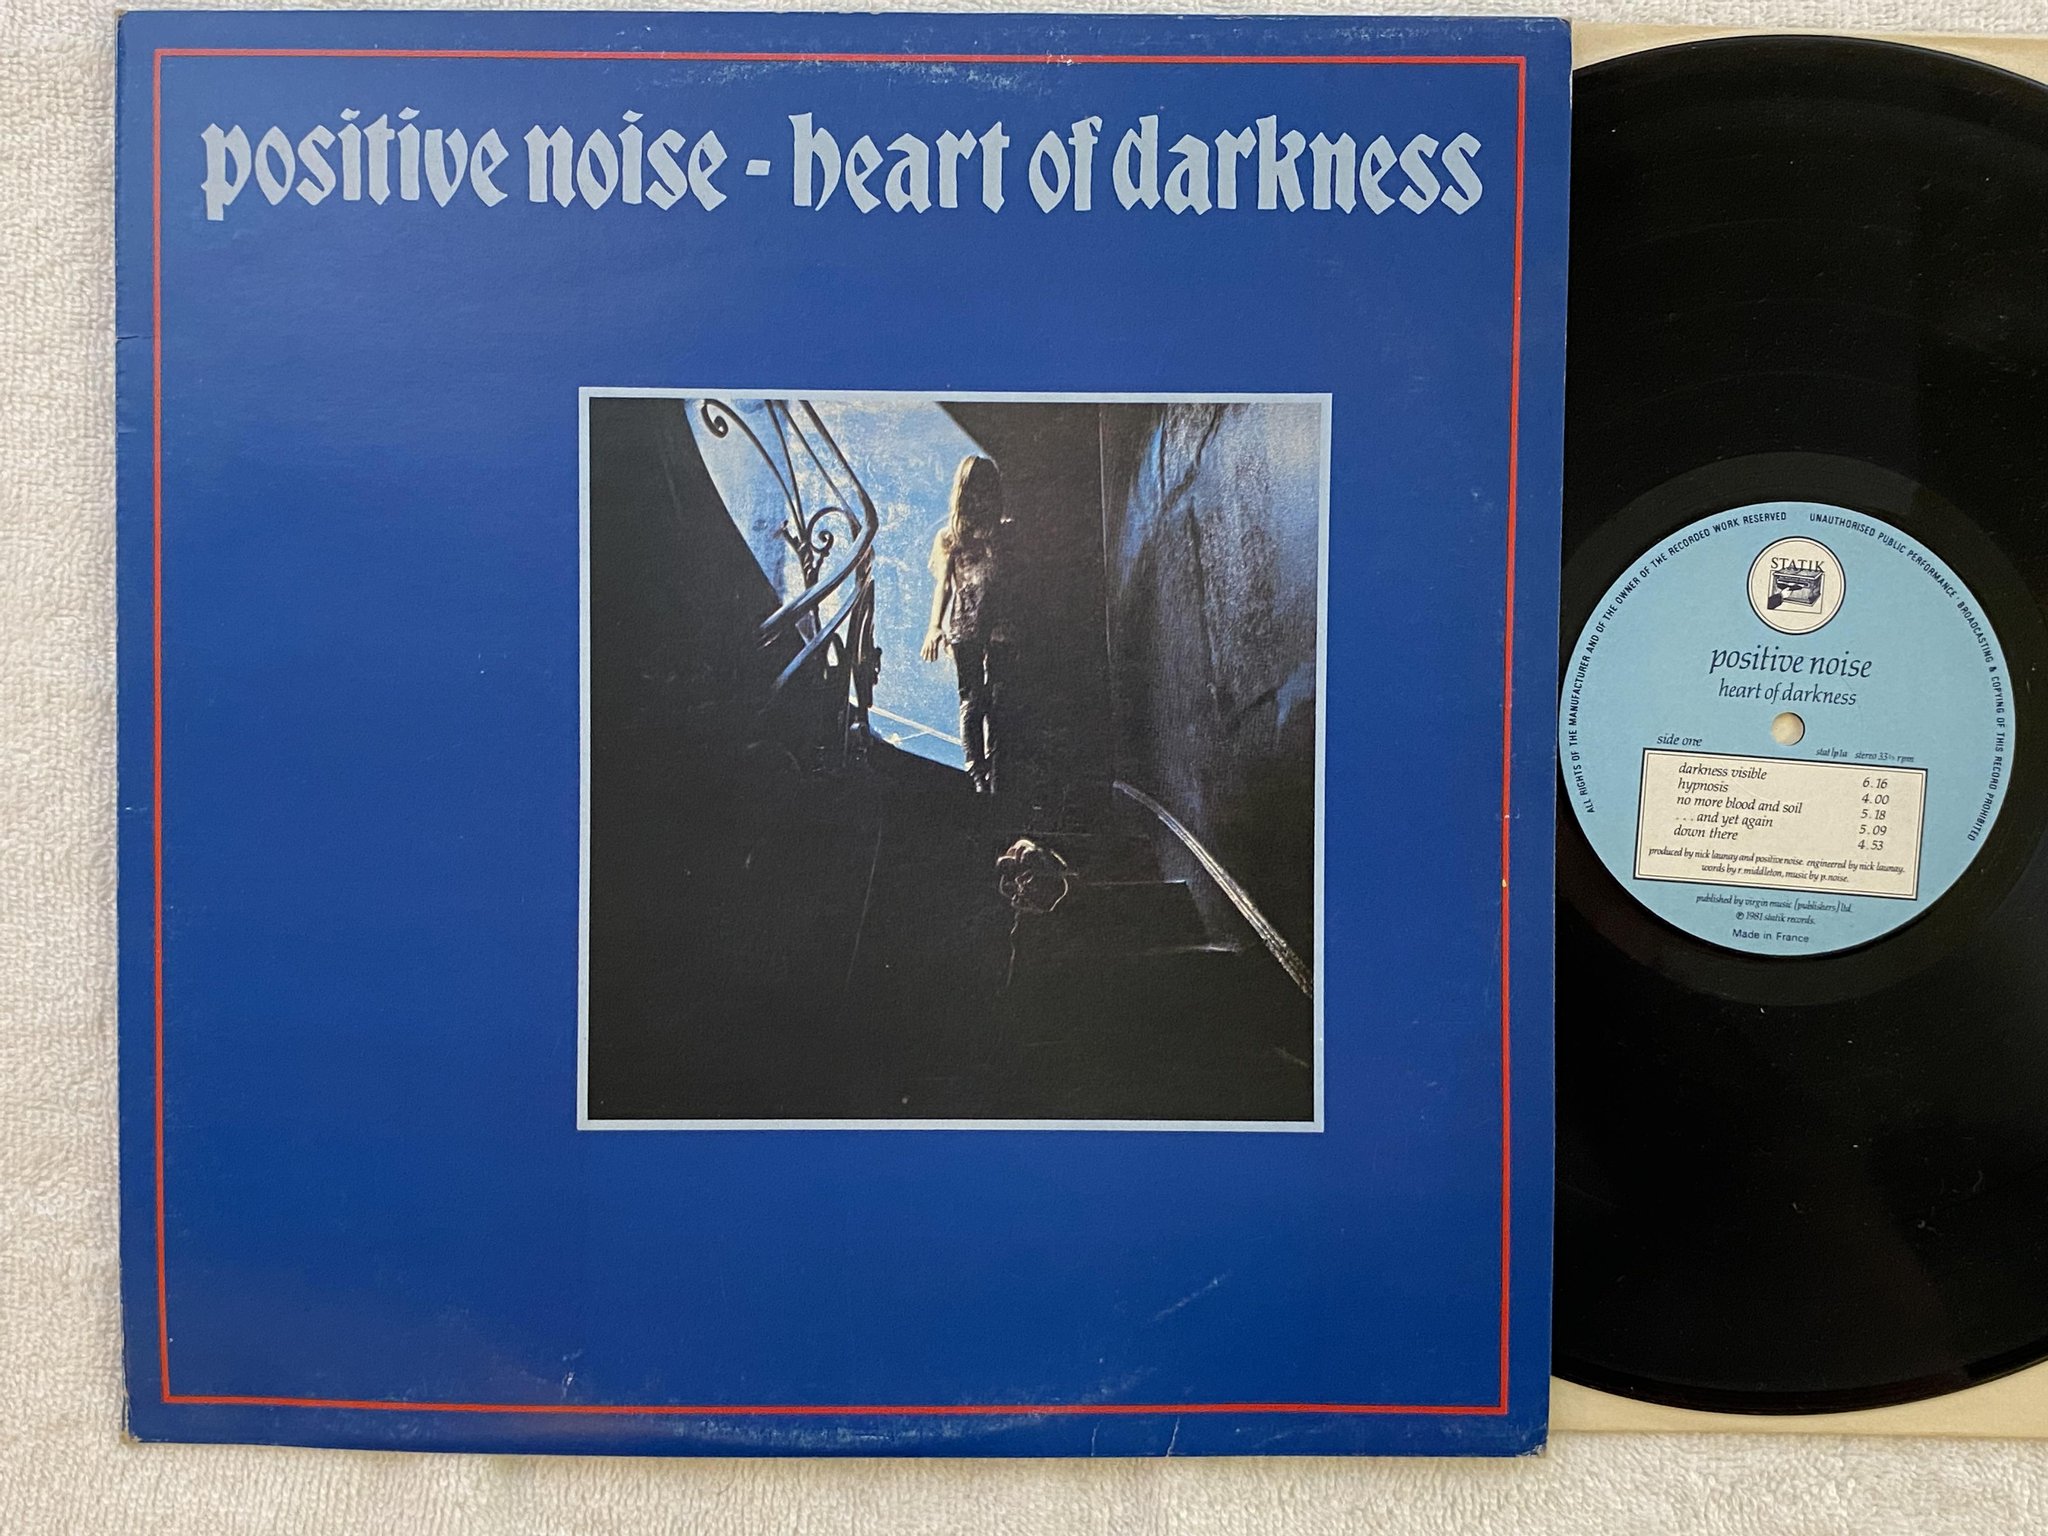 positive noise - heart of darkness
ALL RIGHTS OF THE MANUFACTURER AND OF THE OWNER OF THE RECORDED WORK RESERVED UNAUTHORISED PUBLIC PERFORMANCE, BROADCASTING & COPYING OF THIS RECORD PROHIBITED
STATIK
positive noise
heart of darkness
side one
stat lp1a stereo 33⅓ rpm
darkness visible 6.16
hypnosis 4.00
no more blood and soil 5.18
...and yet again 5.09
down there 4.53
produced by nick launay and positive noise. engineered by nick launay.
words by r. middleton, music by p. noise.
published by virgin music (publishers) ltd.
℗ 1981 statik records.
Made in France